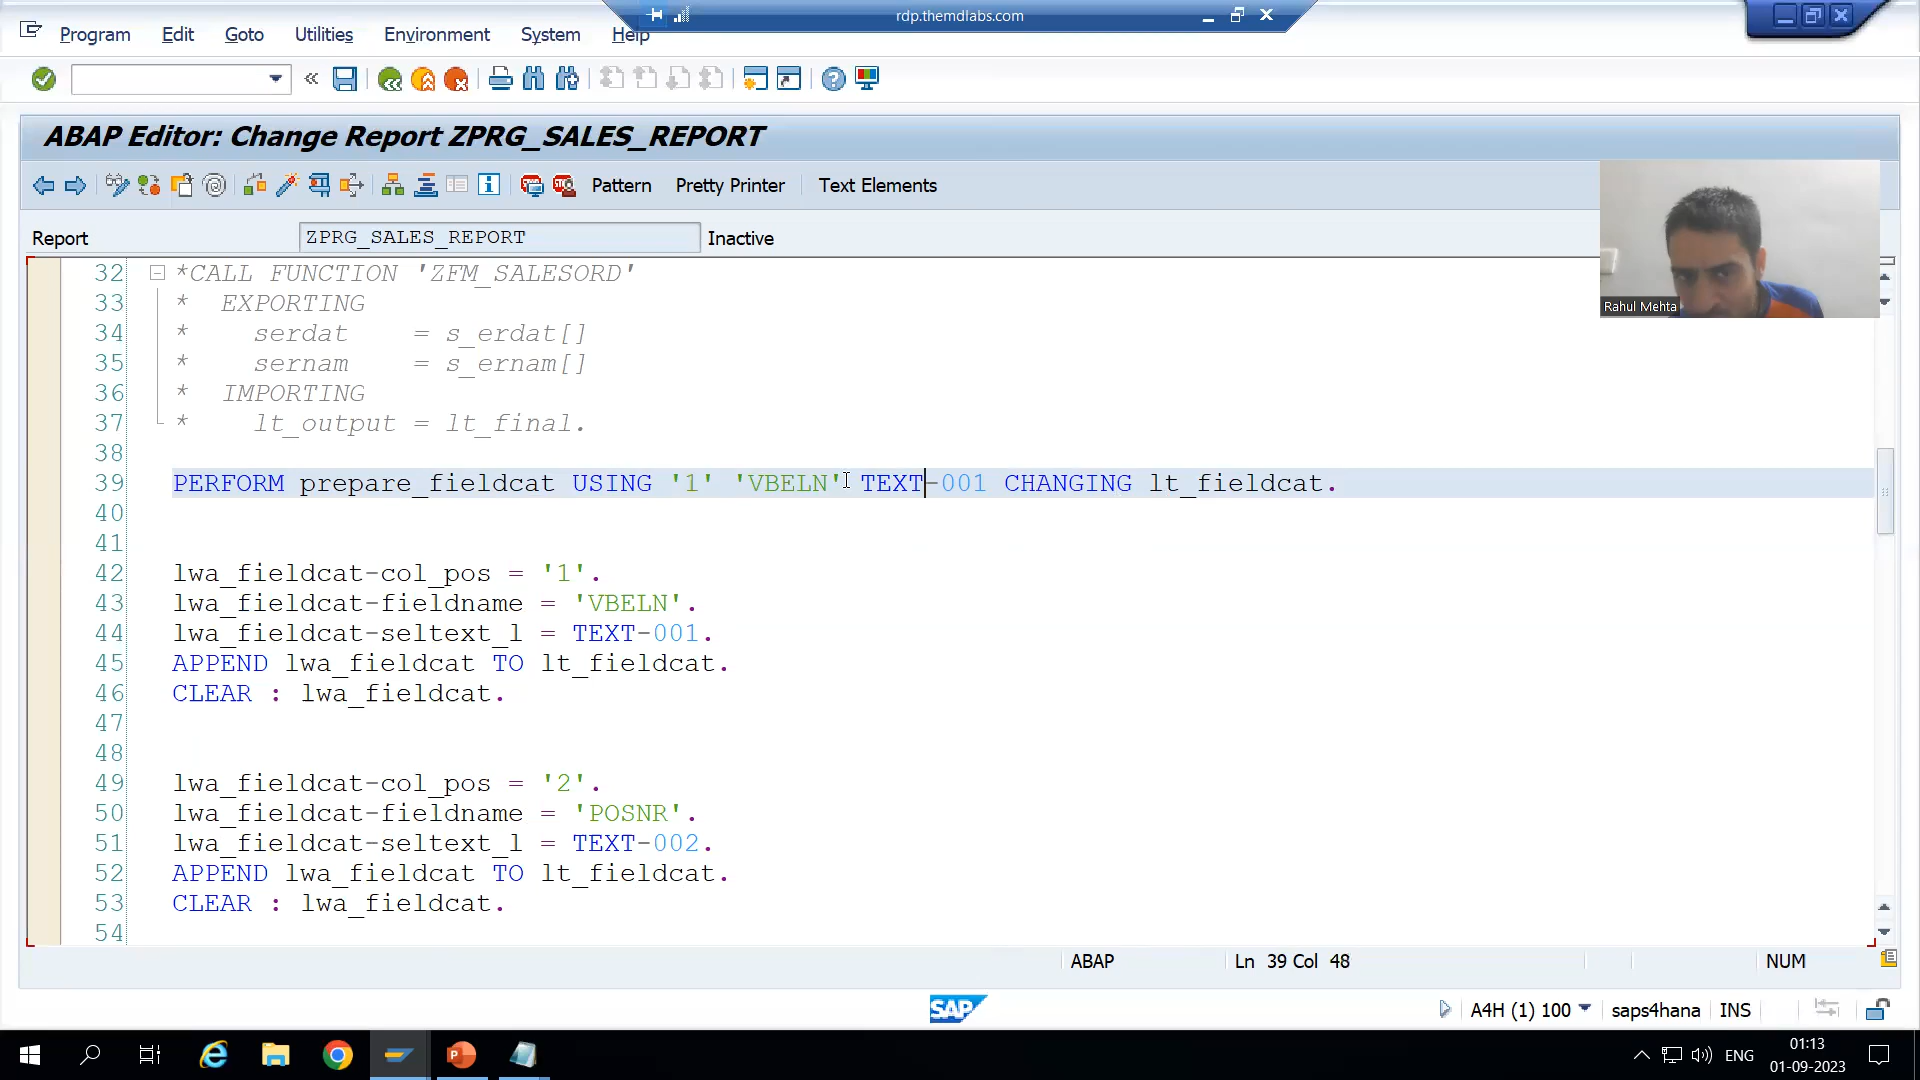 rdp.themdlabs.com
Program Edit Goto Utilities Environment System Help
ABAP Editor: Change Report ZPRG_SALES_REPORT
Pattern Pretty Printer Text Elements
Report ZPRG_SALES_REPORT Inactive
Rahul Mehta
32 *CALL FUNCTION 'ZFM_SALESORD'
33 * EXPORTING
34 * serdat = s_erdat[]
35 * sernam = s_ernam[]
36 * IMPORTING
37 * lt_output = lt_final.
38
39 PERFORM prepare_fieldcat USING '1' 'VBELN' TEXT-001 CHANGING lt_fieldcat.
40
41
42 lwa_fieldcat-col_pos = '1'.
43 lwa_fieldcat-fieldname = 'VBELN'.
44 lwa_fieldcat-seltext_l = TEXT-001.
45 APPEND lwa_fieldcat TO lt_fieldcat.
46 CLEAR : lwa_fieldcat.
47
48
49 lwa_fieldcat-col_pos = '2'.
50 lwa_fieldcat-fieldname = 'POSNR'.
51 lwa_fieldcat-seltext_l = TEXT-002.
52 APPEND lwa_fieldcat TO lt_fieldcat.
53 CLEAR : lwa_fieldcat.
54
ABAP Ln 39 Col 48 NUM
SAP A4H (1) 100 saps4hana INS
ENG 01:13
01-09-2023